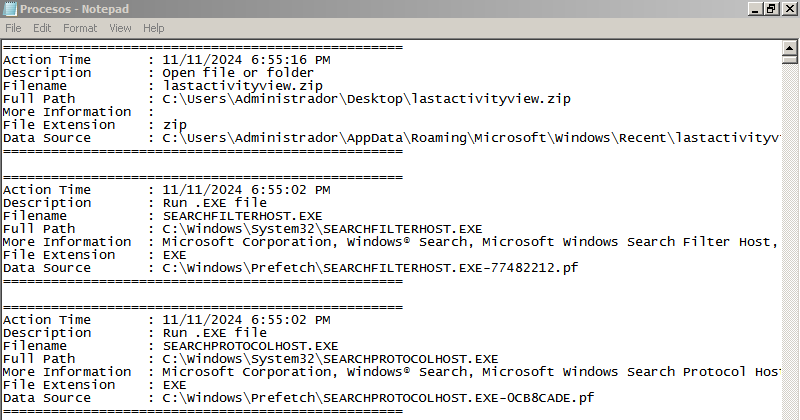 Procesos - Notepad
File Edit Format View Help
==================================================
Action Time : 11/11/2024 6:55:16 PM
Description : Open file or folder
Filename : lastactivityview.zip
Full Path : C:\Users\Administrador\Desktop\lastactivityview.zip
More Information :
File Extension : zip
Data Source : C:\Users\Administrador\AppData\Roaming\Microsoft\Windows\Recent\lastactivityvi
==================================================
==================================================
Action Time : 11/11/2024 6:55:02 PM
Description : Run .EXE file
Filename : SEARCHFILTERHOST.EXE
Full Path : C:\Windows\System32\SEARCHFILTERHOST.EXE
More Information : Microsoft Corporation, Windows® Search, Microsoft Windows Search Filter Host,
File Extension : EXE
Data Source : C:\Windows\Prefetch\SEARCHFILTERHOST.EXE-77482212.pf
==================================================
==================================================
Action Time : 11/11/2024 6:55:02 PM
Description : Run .EXE file
Filename : SEARCHPROTOCOLHOST.EXE
Full Path : C:\Windows\System32\SEARCHPROTOCOLHOST.EXE
More Information : Microsoft Corporation, Windows® Search, Microsoft Windows Search Protocol Host
File Extension : EXE
Data Source : C:\Windows\Prefetch\SEARCHPROTOCOLHOST.EXE-0CB8CADE.pf
==================================================